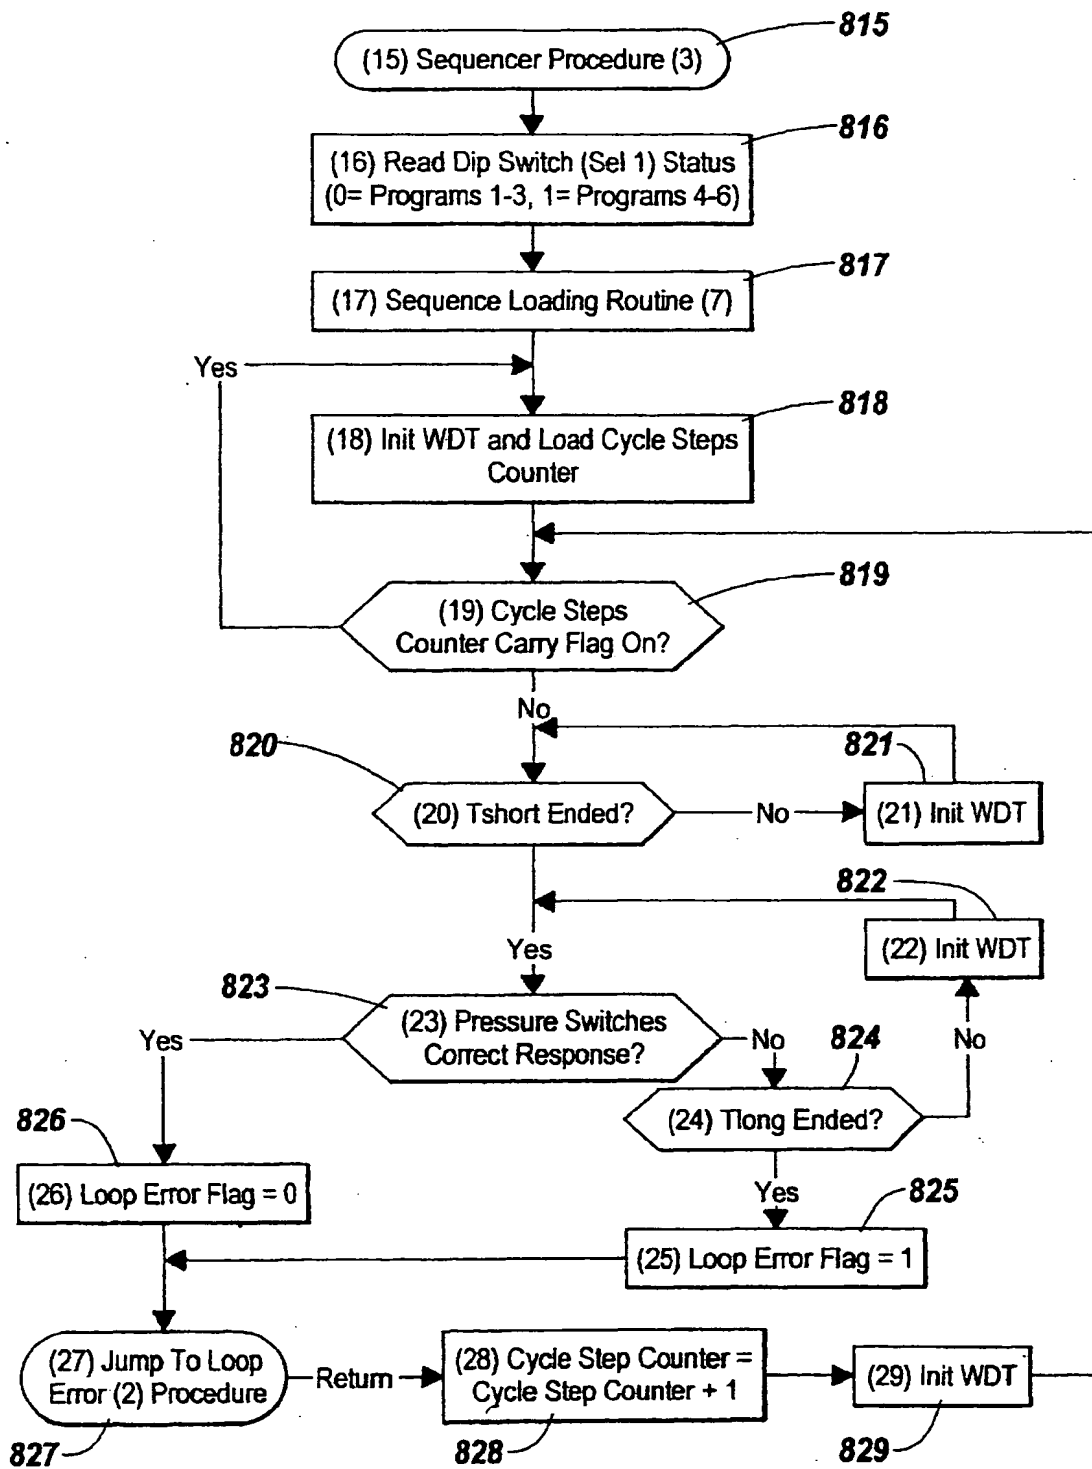 815
(15) Sequencer Procedure (3)
816
(16) Read Dip Switch (Sel 1) Status
(0= Programs 1-3, 1= Programs 4-6)
817
(17) Sequence Loading Routine (7)
Yes
818
(18) Init WDT and Load Cycle Steps
Counter
819
(19) Cycle Steps
Counter Carry Flag On?
No
820
821
(20) Tshort Ended?
No
(21) Init WDT
822
Yes
(22) Init WDT
823
(23) Pressure Switches
Correct Response?
Yes
No
824
No
(24) Tlong Ended?
826
(26) Loop Error Flag = 0
Yes
825
(25) Loop Error Flag = 1
(27) Jump To Loop
Error (2) Procedure
Return
(28) Cycle Step Counter =
Cycle Step Counter + 1
(29) Init WDT
827
828
829